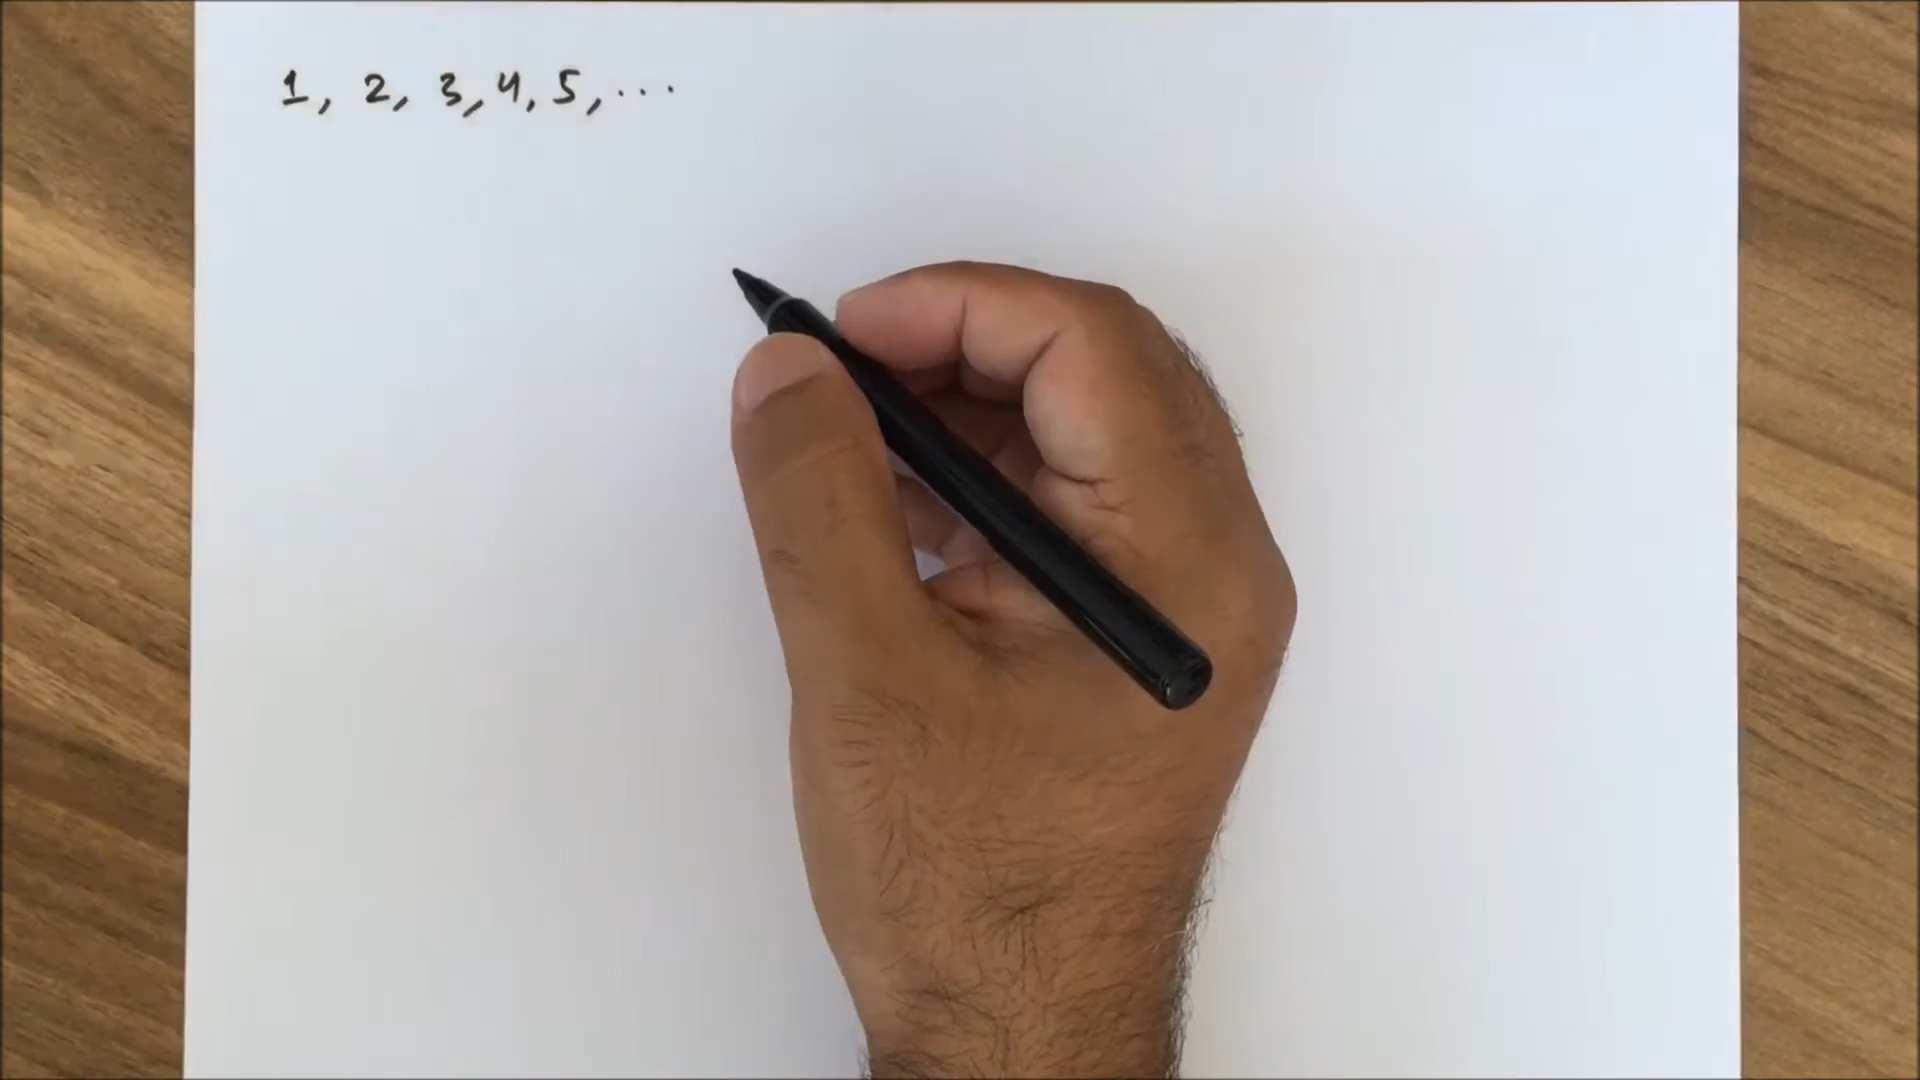 1, 2, 3, 4, 5, ...